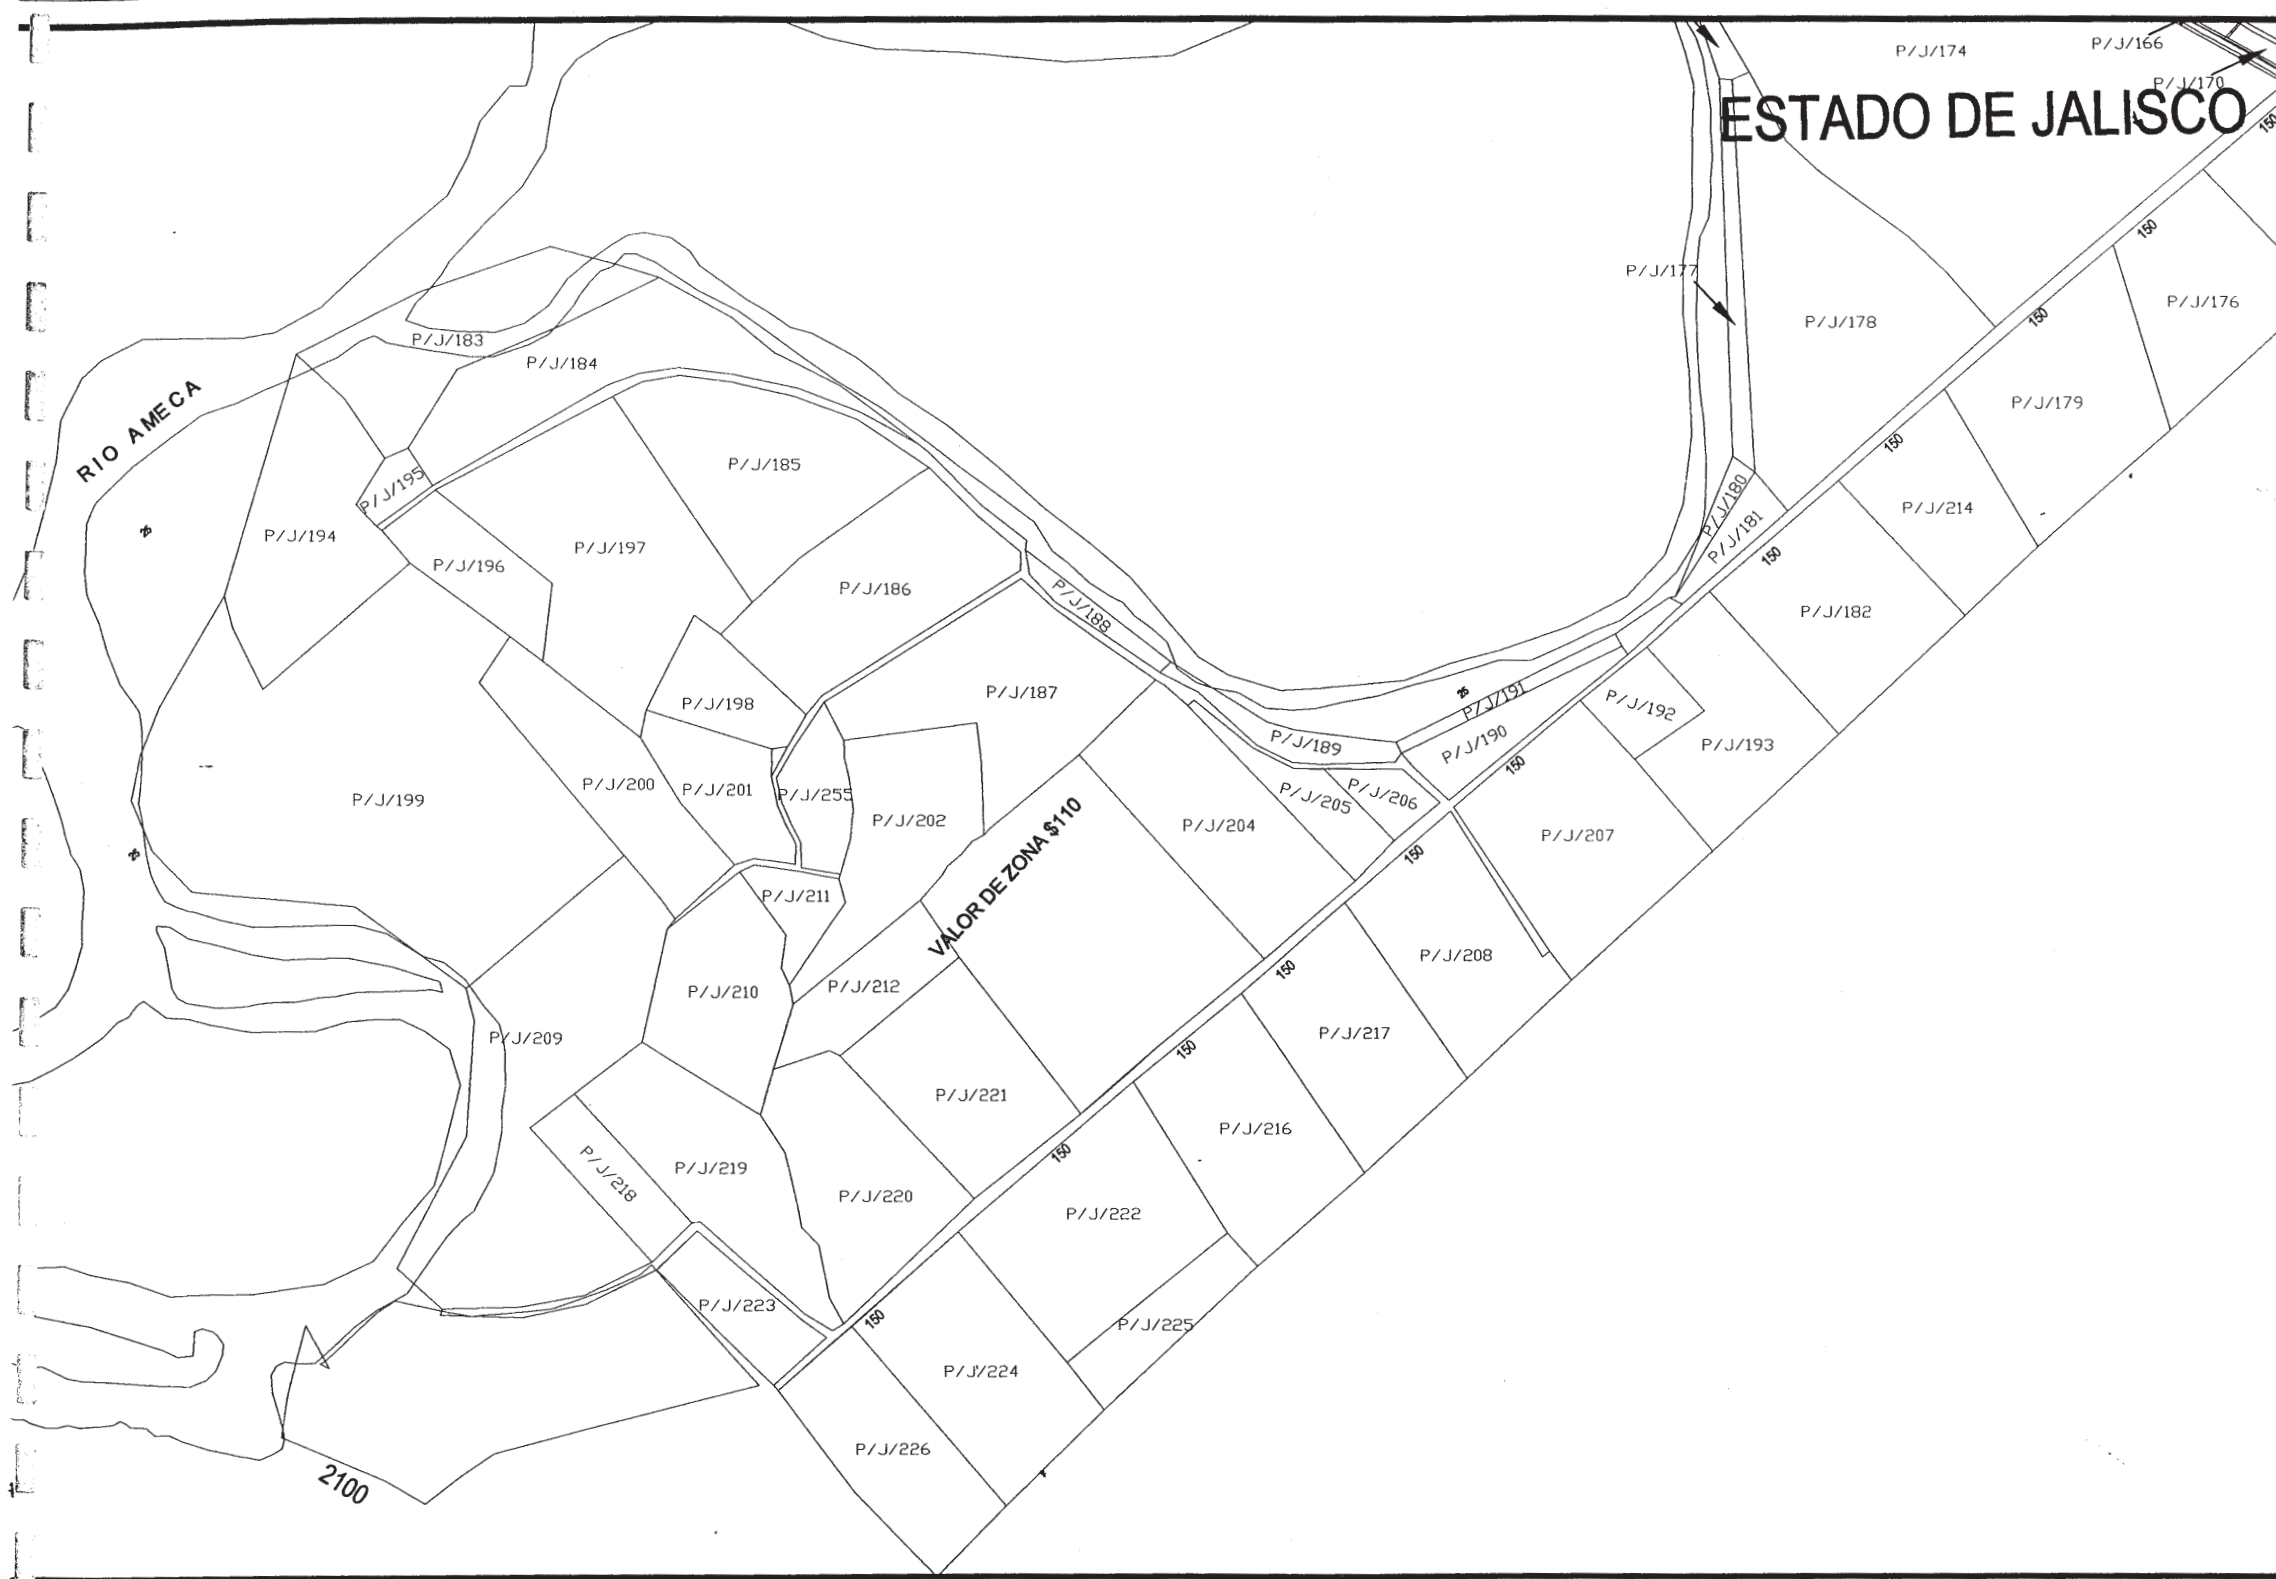 P/J/174
P/J/166
P/J/170
ESTADO DE JALISCO
150
150
P/J/177
P/J/176
150
P/J/178
P/J/183
P/J/184
RIO AMECA
P/J/179
150
P/J/185
P/J/195
P/J/180
P/J/214
P/J/181
25
P/J/194
P/J/197
150
P/J/196
P/J/186
P/J/188
P/J/182
P/J/187
25
P/J/191
P/J/198
P/J/192
P/J/189
P/J/190
P/J/193
150
P/J/200
P/J/201
P/J/255
P/J/205
P/J/206
P/J/199
P/J/202
VALOR DE ZONA $110
P/J/204
P/J/207
25
150
P/J/211
P/J/208
150
P/J/210
P/J/212
P/J/209
P/J/217
150
P/J/221
P/J/216
150
P/J/218
P/J/219
P/J/220
P/J/222
P/J/223
150
P/J/225
P/J/224
P/J/226
2100